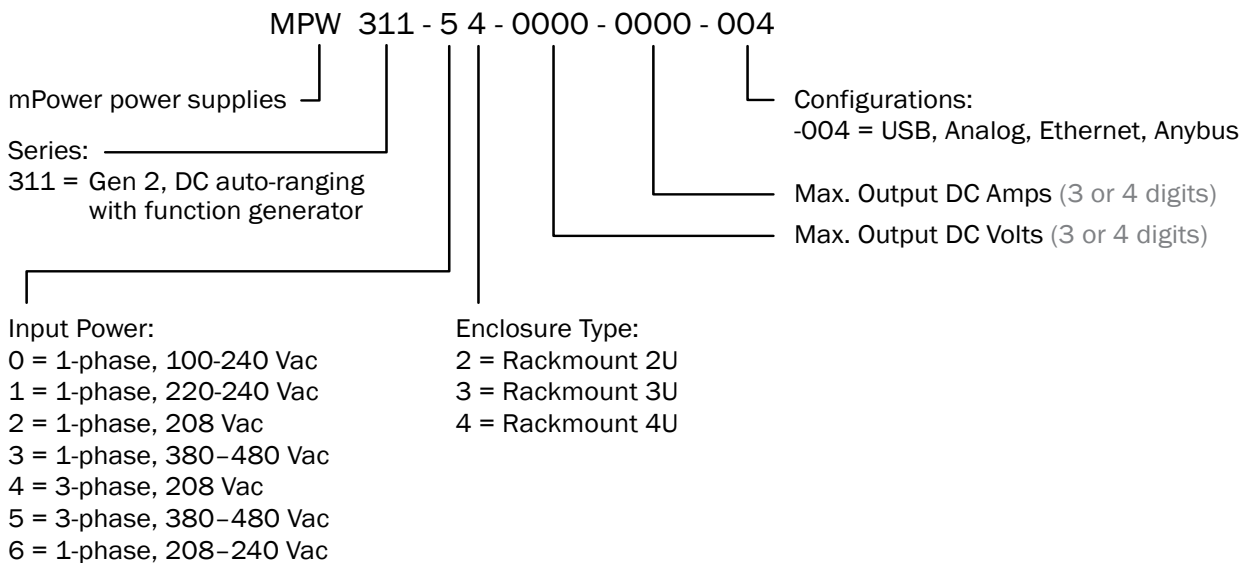 MPW 311 - 5 4 - 0000 - 0000 - 004
mPower power supplies
Series:
311 = Gen 2, DC auto-ranging
with function generator
Configurations:
-004 = USB, Analog, Ethernet, Anybus
Max. Output DC Amps (3 or 4 digits)
Max. Output DC Volts (3 or 4 digits)
Input Power:
0 = 1-phase, 100-240 Vac
1 = 1-phase, 220-240 Vac
2 = 1-phase, 208 Vac
3 = 1-phase, 380–480 Vac
4 = 3-phase, 208 Vac
5 = 3-phase, 380–480 Vac
6 = 1-phase, 208–240 Vac
Enclosure Type:
2 = Rackmount 2U
3 = Rackmount 3U
4 = Rackmount 4U